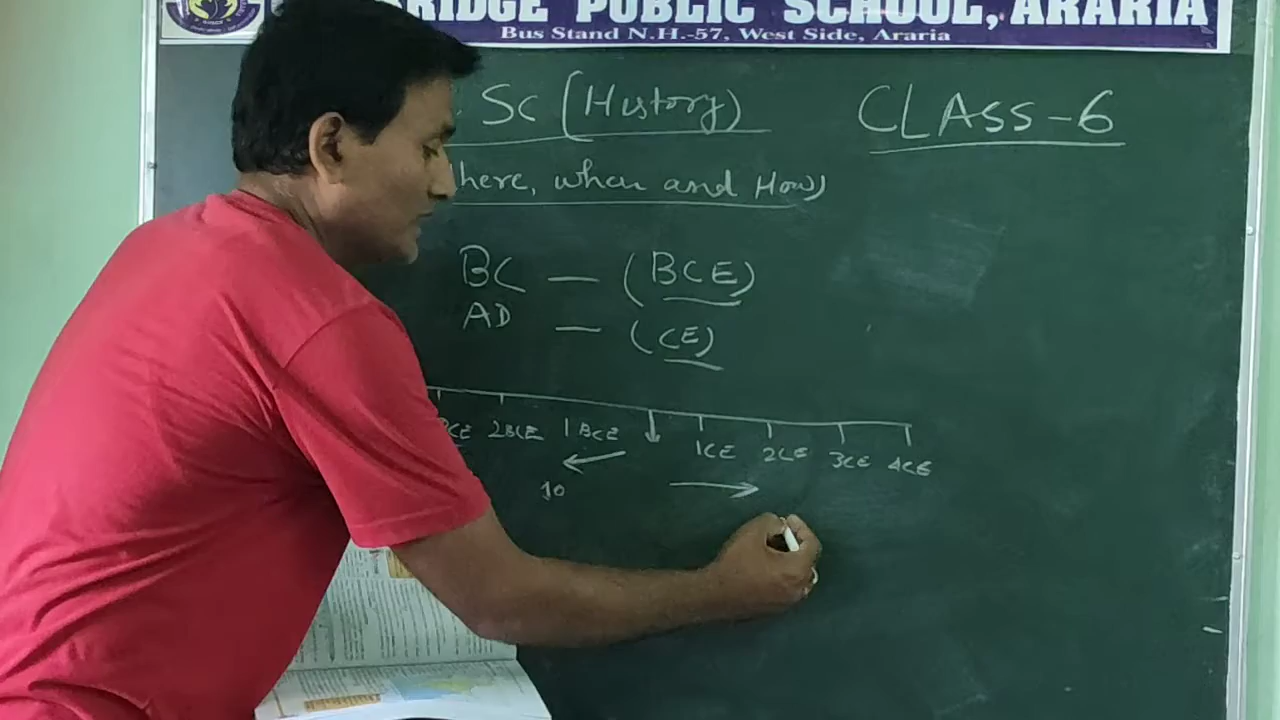 RIDGE PUBLIC SCHOOL, ARARIA
Bus Stand N.H.-57, West Side, Araria
Sc (History) CLASS-6
here, when and How)
BC — (BCE)
AD — (CE)
2BCE 1BCE 1CE 2CE 3CE 4CE
10